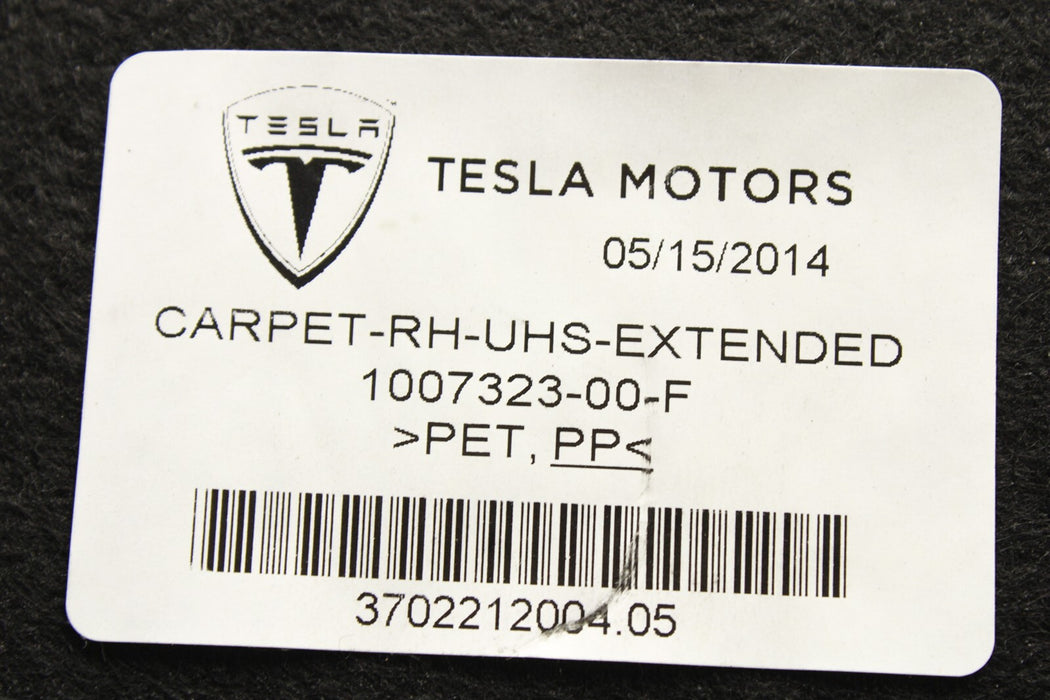 TESLA
TESLA MOTORS
05/15/2014
CARPET-RH-UHS-EXTENDED
1007323-00-F
>PET, PP<
3702212004.05